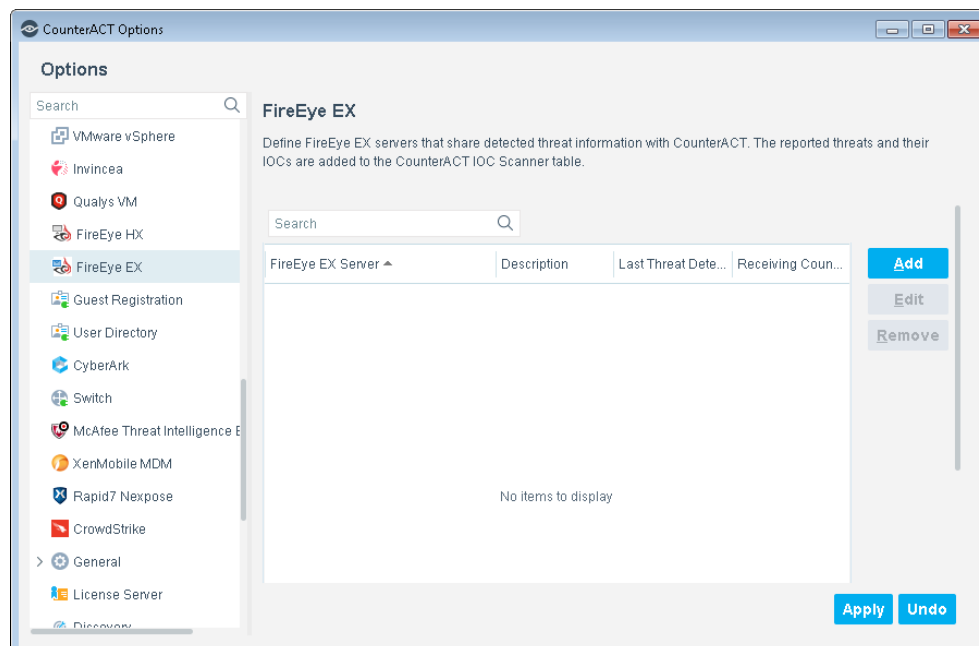 CounterACT Options
Options
Search
VMware vSphere
Invincea
Qualys VM
FireEye HX
FireEye EX
Guest Registration
User Directory
CyberArk
Switch
McAfee Threat Intelligence E
XenMobile MDM
Rapid7 Nexpose
CrowdStrike
General
License Server
Discovery
FireEye EX
Define FireEye EX servers that share detected threat information with CounterACT. The reported threats and their
IOCs are added to the CounterACT IOC Scanner table.
Search
FireEye EX Server Description Last Threat Dete... Receiving Coun...
No items to display
Add
Edit
Remove
Apply Undo